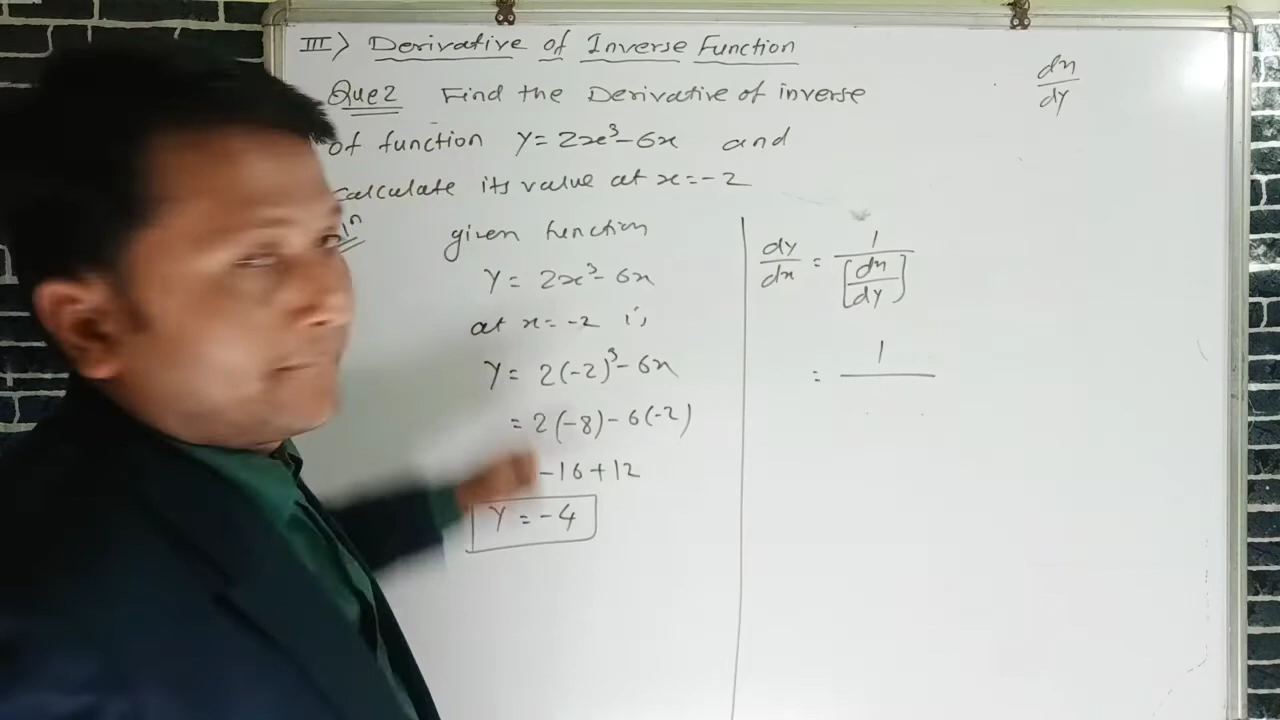 III) Derivative of Inverse Function
Que 2 Find the Derivative of inverse
of function y = 2x³ - 6x and
calculate its value at x = -2
given function
y = 2x³ - 6x
at x = -2 is
y = 2(-2)³ - 6x
= 2(-8) - 6(-2)
-16 + 12
y = -4
dy/dx = 1/[dx/dy]
= 1/
dx/dy